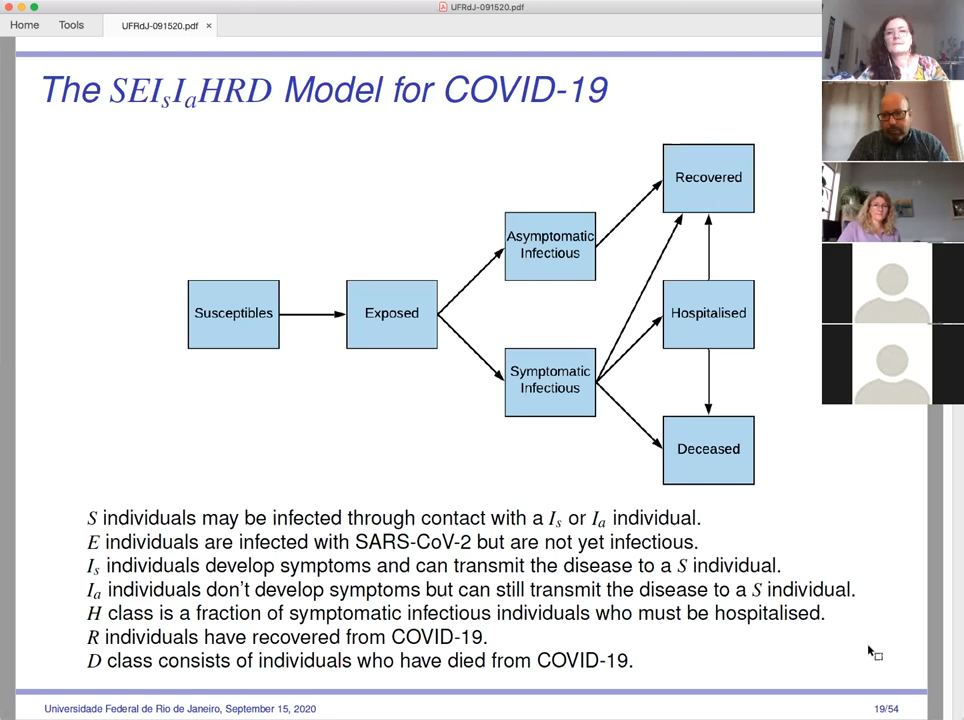 UFRdJ-091520.pdf
Home Tools UFRdJ-091520.pdf ×
The SEIsIaHRD Model for COVID-19
Recovered
Asymptomatic
Infectious
Susceptibles
Exposed
Hospitalised
Symptomatic
Infectious
Deceased
S individuals may be infected through contact with a Is or Ia individual.
E individuals are infected with SARS-CoV-2 but are not yet infectious.
Is individuals develop symptoms and can transmit the disease to a S individual.
Ia individuals don't develop symptoms but can still transmit the disease to a S individual.
H class is a fraction of symptomatic infectious individuals who must be hospitalised.
R individuals have recovered from COVID-19.
D class consists of individuals who have died from COVID-19.
Universidade Federal de Rio de Janeiro, September 15, 2020 19/54